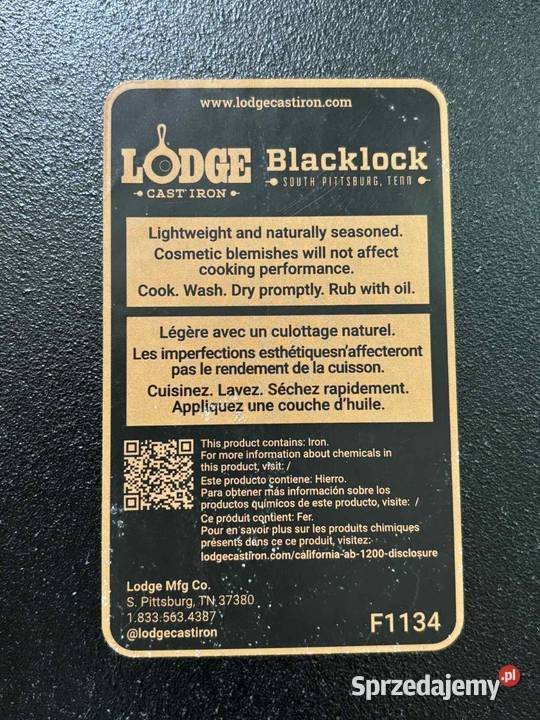 www.lodgecastiron.com
LODGE
CAST IRON
Blacklock
SOUTH PITTSBURG, TENN
Lightweight and naturally seasoned.
Cosmetic blemishes will not affect
cooking performance.
Cook. Wash. Dry promptly. Rub with oil.
Légère avec un culottage naturel.
Les imperfections esthétiquesn’affecteront
pas le rendement de la cuisson.
Cuisinez. Lavez. Séchez rapidement.
Appliquez une couche d’huile.
This product contains: Iron.
For more information about chemicals in
this product, visit: /
Este producto contiene: Hierro.
Para obtener más información sobre los
productos químicos de este producto, visite: /
Ce produit contient: Fer.
Pour en savoir plus sur les produits chimiques
présents dans ce ce produit, visitez:
lodgecastiron.com/california-ab-1200-disclosure
Lodge Mfg Co.
S. Pittsburg, TN 37380
1.833.563.4387
@lodgecastiron
F1134
Sprzedajemy.pl